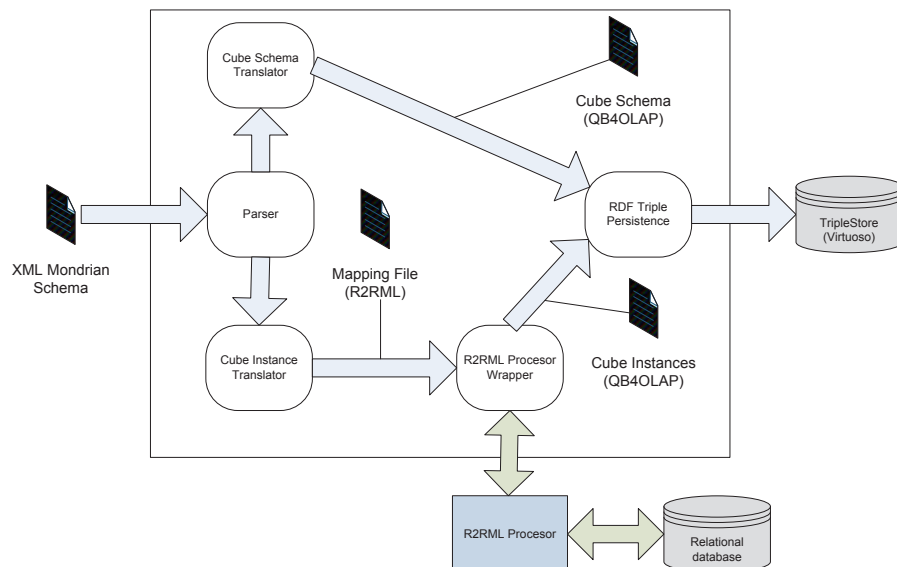 Cube Schema
Translator
Cube Schema
(QB4OLAP)
Parser
RDF Triple
Persistence
TripleStore
(Virtuoso)
XML Mondrian
Schema
Mapping File
(R2RML)
Cube Instance
Translator
R2RML Procesor
Wrapper
Cube Instances
(QB4OLAP)
R2RML Procesor
Relational
database